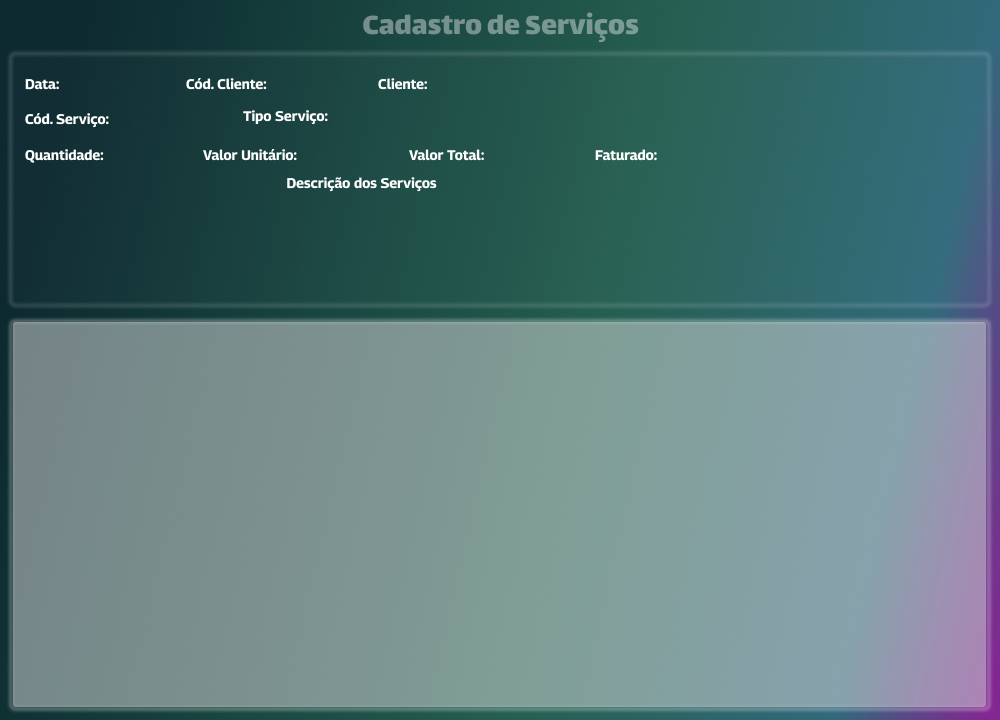 Cadastro de Serviços
Data: Cód. Cliente: Cliente:
Cód. Serviço: Tipo Serviço:
Quantidade: Valor Unitário: Valor Total: Faturado:
Descrição dos Serviços